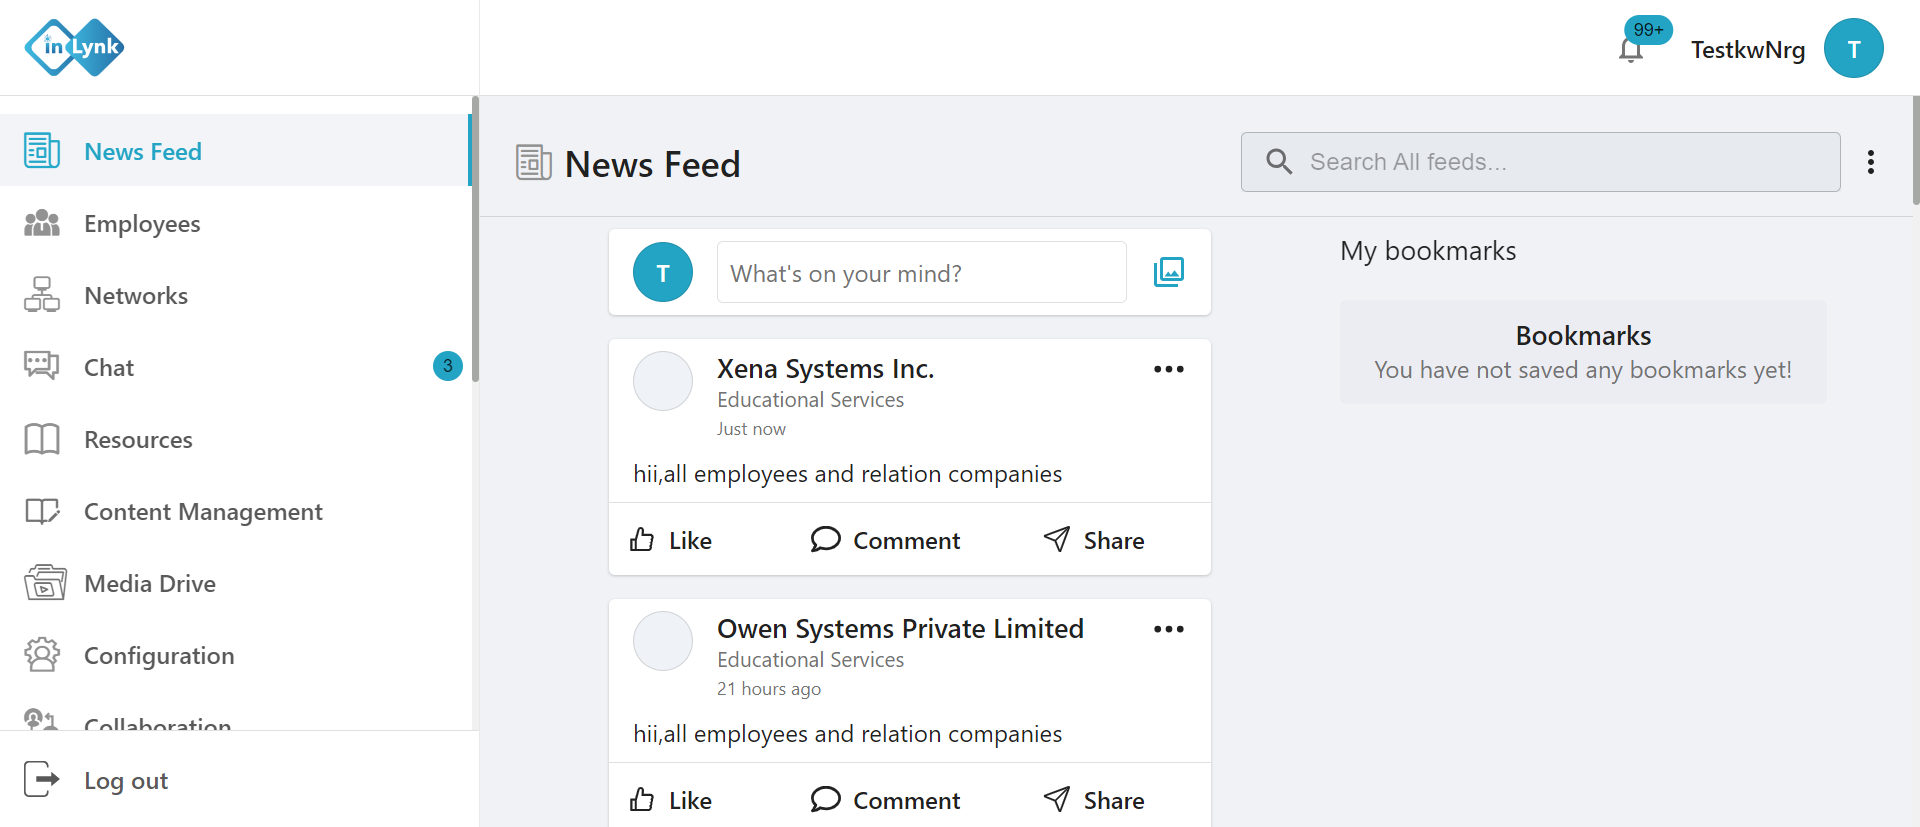 in Lynk
99+
TestkwNrg
T
News Feed
Employees
Networks
Chat
3
Resources
Content Management
Media Drive
Configuration
Collaboration
Log out
News Feed
Search All feeds...
T
What's on your mind?
Xena Systems Inc.
Educational Services
Just now
hii,all employees and relation companies
Like
Comment
Share
Owen Systems Private Limited
Educational Services
21 hours ago
hii,all employees and relation companies
Like
Comment
Share
My bookmarks
Bookmarks
You have not saved any bookmarks yet!